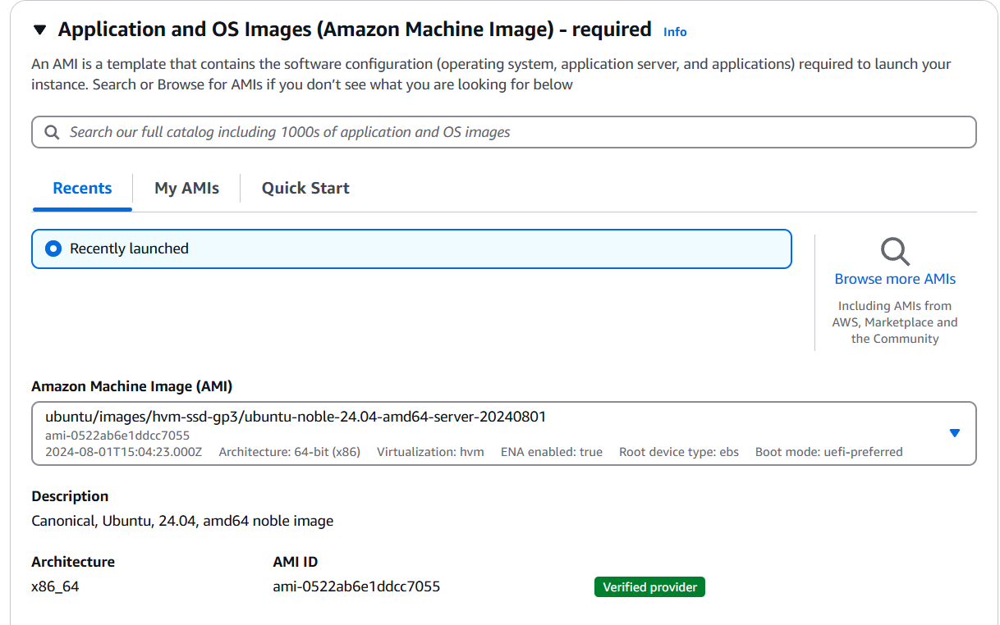 Application and OS Images (Amazon Machine Image) - required Info
An AMI is a template that contains the software configuration (operating system, application server, and applications) required to launch your
instance. Search or Browse for AMIs if you don’t see what you are looking for below
Search our full catalog including 1000s of application and OS images
Recents My AMIs Quick Start
Recently launched
Browse more AMIs
Including AMIs from
AWS, Marketplace and
the Community
Amazon Machine Image (AMI)
ubuntu/images/hvm-ssd-gp3/ubuntu-noble-24.04-amd64-server-20240801
ami-0522ab6e1ddcc7055
2024-08-01T15:04:23.000Z Architecture: 64-bit (x86) Virtualization: hvm ENA enabled: true Root device type: ebs Boot mode: uefi-preferred
Description
Canonical, Ubuntu, 24.04, amd64 noble image
Architecture AMI ID
x86_64 ami-0522ab6e1ddcc7055 Verified provider